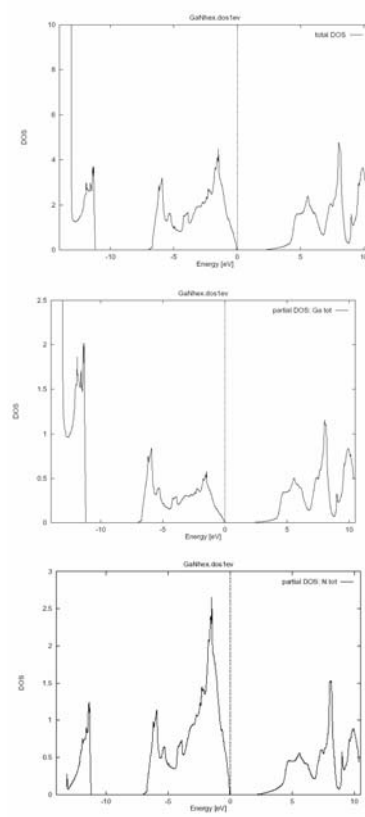 GaNhex.dos1ev
total DOS
10
8
6
4
2
0
DOS
-10
-5
0
5
10
Energy [eV]
GaNhex.dos1ev
partial DOS: Ga tot
2.5
2
1.5
1
0.5
0
DOS
-10
-5
0
5
10
Energy [eV]
GaNhex.dos1ev
partial DOS: N tot
3
2.5
2
1.5
1
0.5
0
DOS
-10
-5
0
5
10
Energy [eV]